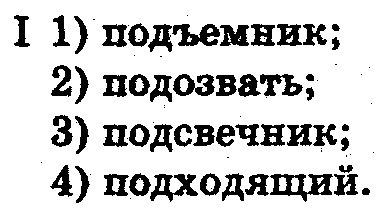 I 1) подъемник;
2) подозвать;
3) подсвечник;
4) подходящий.